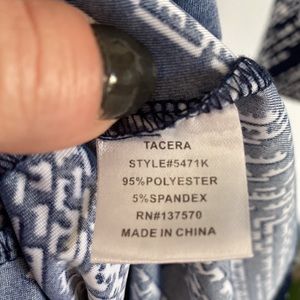 TACERA
STYLE#5471K
95%POLYESTER
5%SPANDEX
RN#137570
MADE IN CHINA